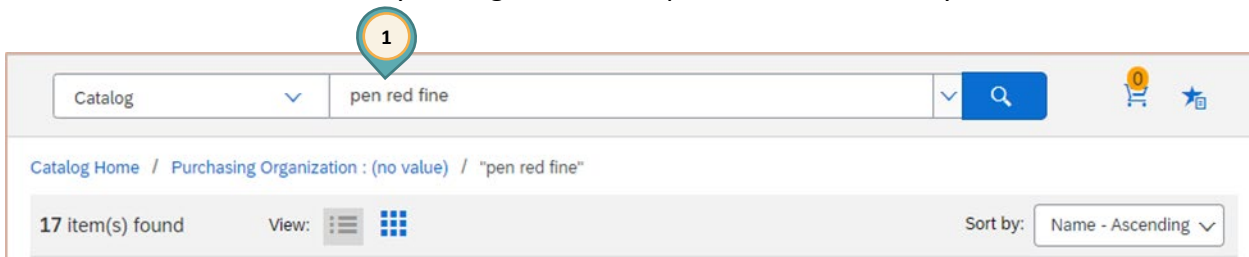 1
Catalog pen red fine 0
Catalog Home / Purchasing Organization : (no value) / "pen red fine"
17 item(s) found View: Sort by: Name - Ascending